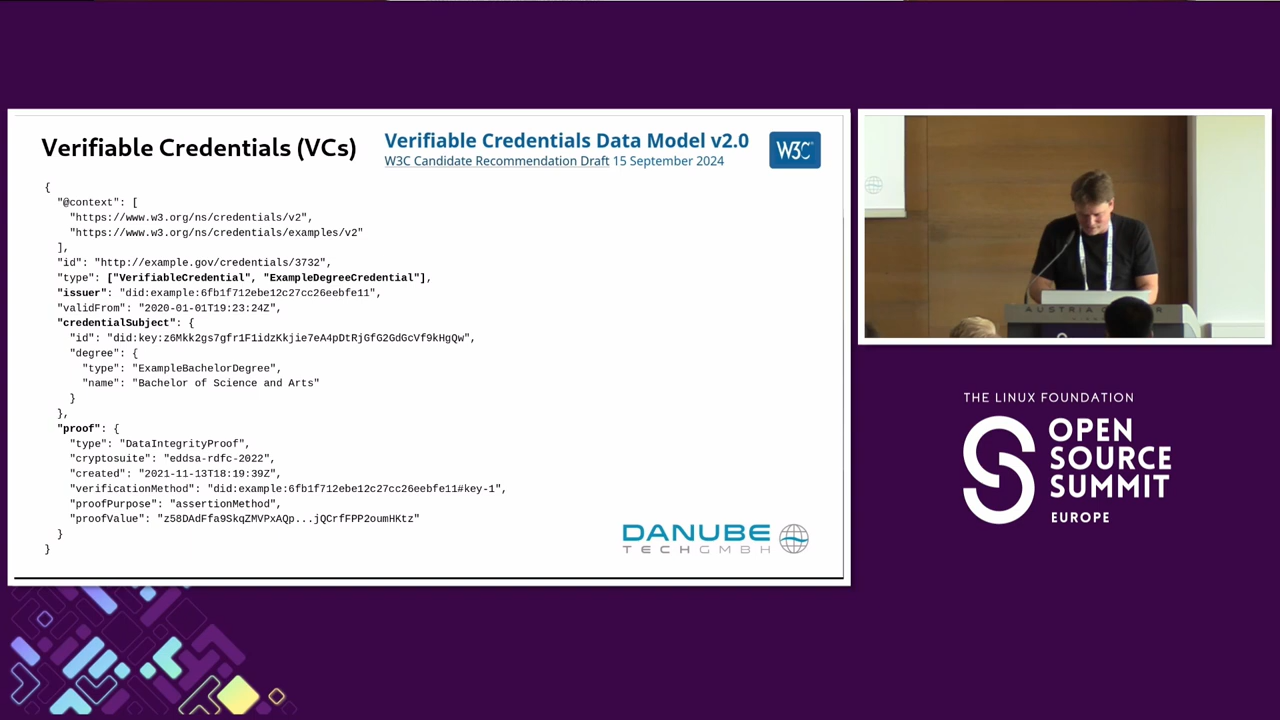 Verifiable Credentials (VCs)
Verifiable Credentials Data Model v2.0
W3C Candidate Recommendation Draft 15 September 2024
W3C
{
"@context": [
"https://www.w3.org/ns/credentials/v2",
"https://www.w3.org/ns/credentials/examples/v2"
],
"id": "http://example.gov/credentials/3732",
"type": ["VerifiableCredential", "ExampleDegreeCredential"],
"issuer": "did:example:6fb1f712ebe12c27cc26eebfe11",
"validFrom": "2020-01-01T19:23:24Z",
"credentialSubject": {
"id": "did:key:z6Mkk2gs7gfr1F1idzKkjie7eA4pDtRjGfG2GdGcVf9kHgQw",
"degree": {
"type": "ExampleBachelorDegree",
"name": "Bachelor of Science and Arts"
}
},
"proof": {
"type": "DataIntegrityProof",
"cryptosuite": "eddsa-rdfc-2022",
"created": "2021-11-13T18:19:39Z",
"verificationMethod": "did:example:6fb1f712ebe12c27cc26eebfe11#key-1",
"proofPurpose": "assertionMethod",
"proofValue": "z58DAdFfa9SkqZMVPxAQp...jQCrfFPP2oumHKtz"
}
}
DANUBE
TECH GMBH
AUSTRIA
THE LINUX FOUNDATION
OPEN
SOURCE
SUMMIT
EUROPE